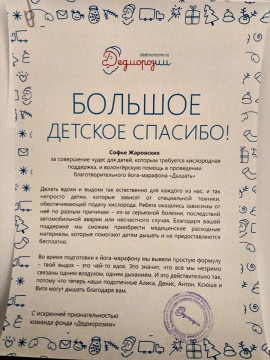 dedmorozim.ru
Дедморозим
БОЛЬШОЕ
ДЕТСКОЕ СПАСИБО!
Софье Жаровских
за совершение чудес для детей, которым требуется кислородная
поддержка, и волонтёрскую помощь в проведении
благотворительного йога-марафона «Дышать»
Делать вдохи и выдохи так естественно для каждого из нас, и так
непросто детям, которые зависят от специальной техники,
обеспечивающей подачу кислорода. Ребята оказались зависимы от
неё по разным причинам – из-за серьёзной болезни, последствий
автомобильной аварии или несчастного случая. Благодаря вашей
поддержке мы сможем приобрести медицинские расходные
материалы, которые помогают детям дышать и не предоставляются
бесплатно.
Во время подготовки к йога-марафону мы вывели простую формулу
– твой выдох – это чей-то вдох. Это значит, что все мы незримо
связаны одним воздухом, одним дыханием. И это действительно так,
потому что теперь наши подопечные Алиса, Денис, Антон, Ксюша и
Витя могут дышать благодаря вам.
С искренней признательностью
команда фонда «Дедморозим»